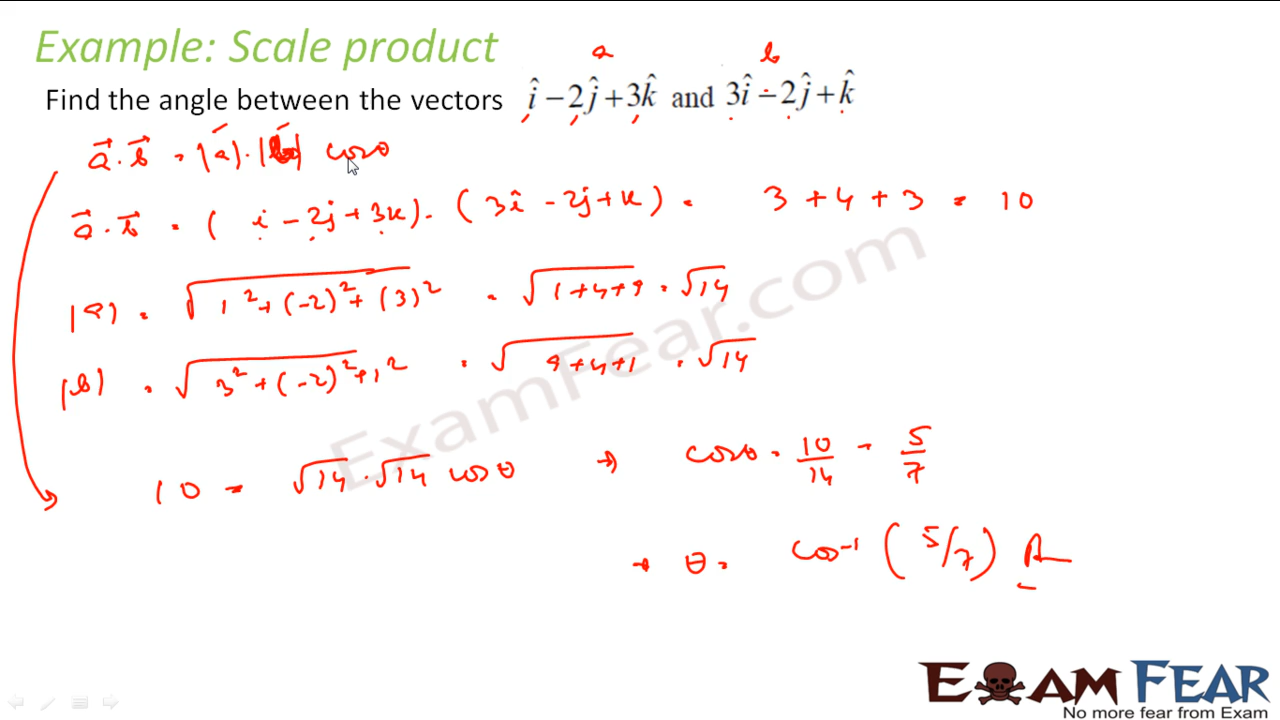 Example: Scale product
a b
Find the angle between the vectors î − 2ĵ + 3k̂ and 3î − 2ĵ + k̂
a⃗ . b⃗ = |a| . |b| cosθ
a⃗ . b⃗ = ( i − 2j + 3k ) . ( 3î − 2j + k ) = 3 + 4 + 3 = 10
|a| = √(1² + (-2)² + (3)²) = √(1+4+9) = √14
|b| = √(3² + (-2)² + 1²) = √(9+4+1) = √14
10 = √14 . √14 cosθ → cosθ = 10/14 = 5/7
→ θ = cos⁻¹ ( 5/7 )
ExamFear.com
EXAM FEAR
No more fear from Exam